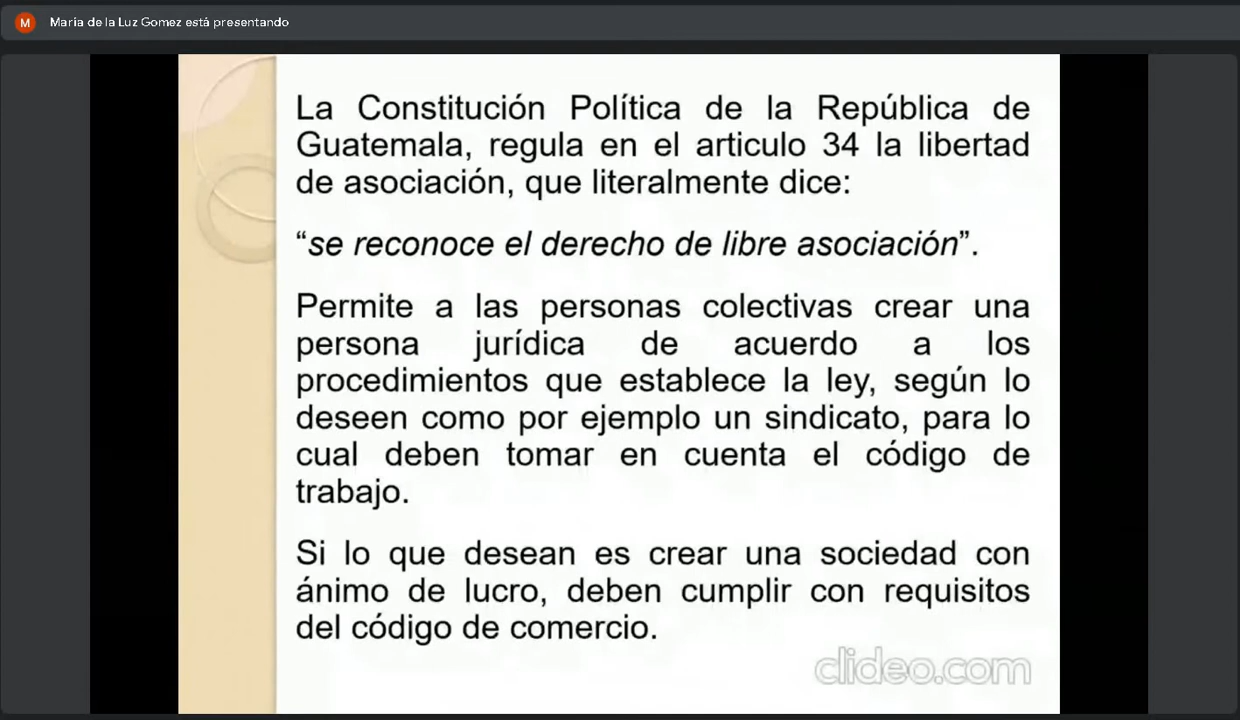 M
Maria de la Luz Gomez está presentando
La Constitución Política de la República de
Guatemala, regula en el articulo 34 la libertad
de asociación, que literalmente dice:
“se reconoce el derecho de libre asociación”.
Permite a las personas colectivas crear una
persona jurídica de acuerdo a los
procedimientos que establece la ley, según lo
deseen como por ejemplo un sindicato, para lo
cual deben tomar en cuenta el código de
trabajo.
Si lo que desean es crear una sociedad con
ánimo de lucro, deben cumplir con requisitos
del código de comercio.
clideo.com